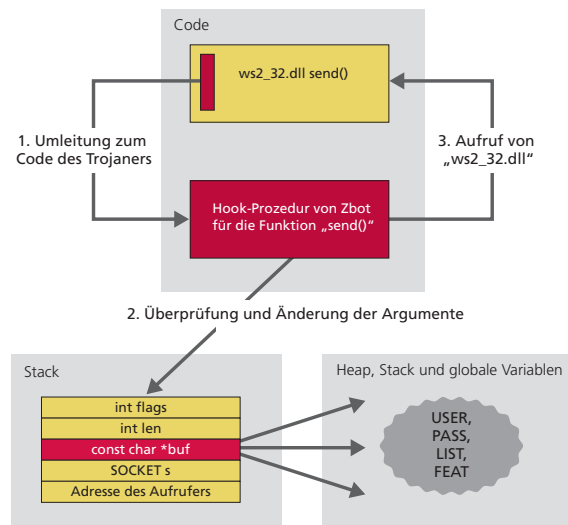 Code
ws2_32.dll send()
1. Umleitung zum
Code des Trojaners
3. Aufruf von
„ws2_32.dll“
Hook-Prozedur von Zbot
für die Funktion „send()“
2. Überprüfung und Änderung der Argumente
Stack
int flags
int len
const char *buf
SOCKET s
Adresse des Aufrufers
Heap, Stack und globale Variablen
USER,
PASS,
LIST,
FEAT